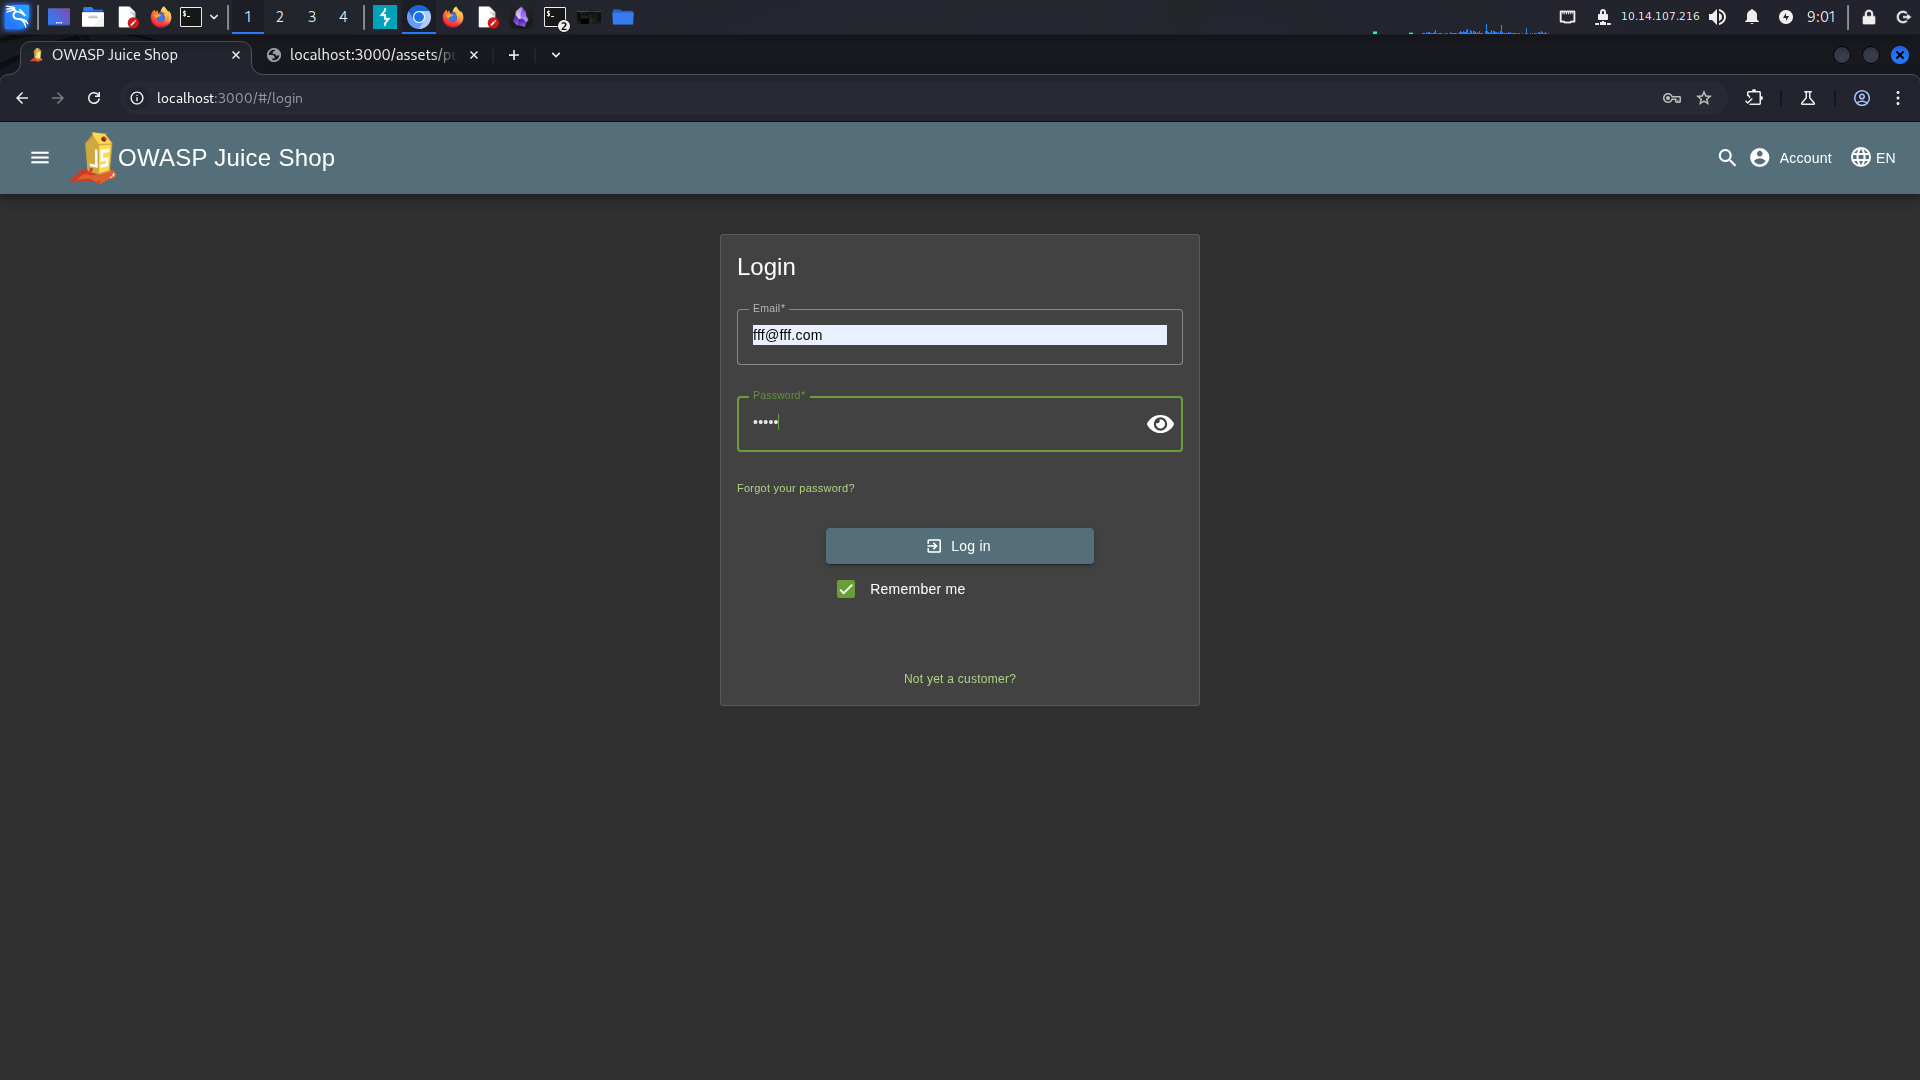 1 2 3 4 2 10.14.107.216 9:01
OWASP Juice Shop localhost:3000/assets/pu
localhost:3000/#/login
JS OWASP Juice Shop Account EN
Login
Email*
fff@fff.com
Password*
•••••
Forgot your password?
Log in
Remember me
Not yet a customer?